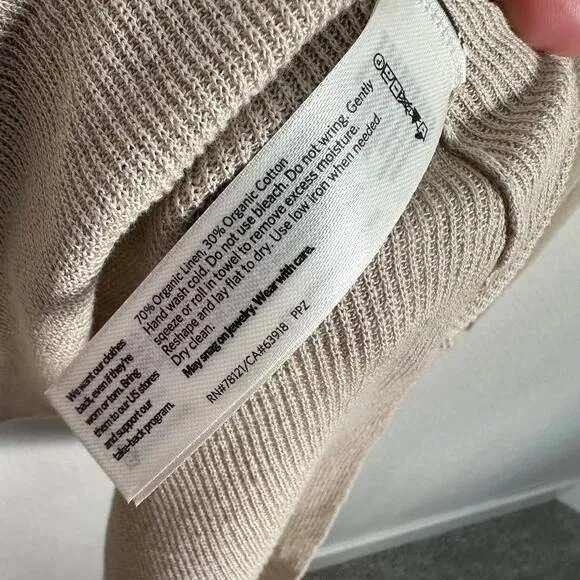 70% Organic Linen, 30% Organic Cotton
Hand wash cold. Do not use bleach. Do not wring. Gently
sqeeze or roll in towel to remove excess moisture.
Reshape and lay flat to dry. Use low iron when needed.
Dry clean.
May snag on jewelry. Wear with care.
RN#78121/CA#63918 PPZ
We want our clothes
back, even if they're
worn or torn. Bring
them to our US stores
and support our
take-back program.